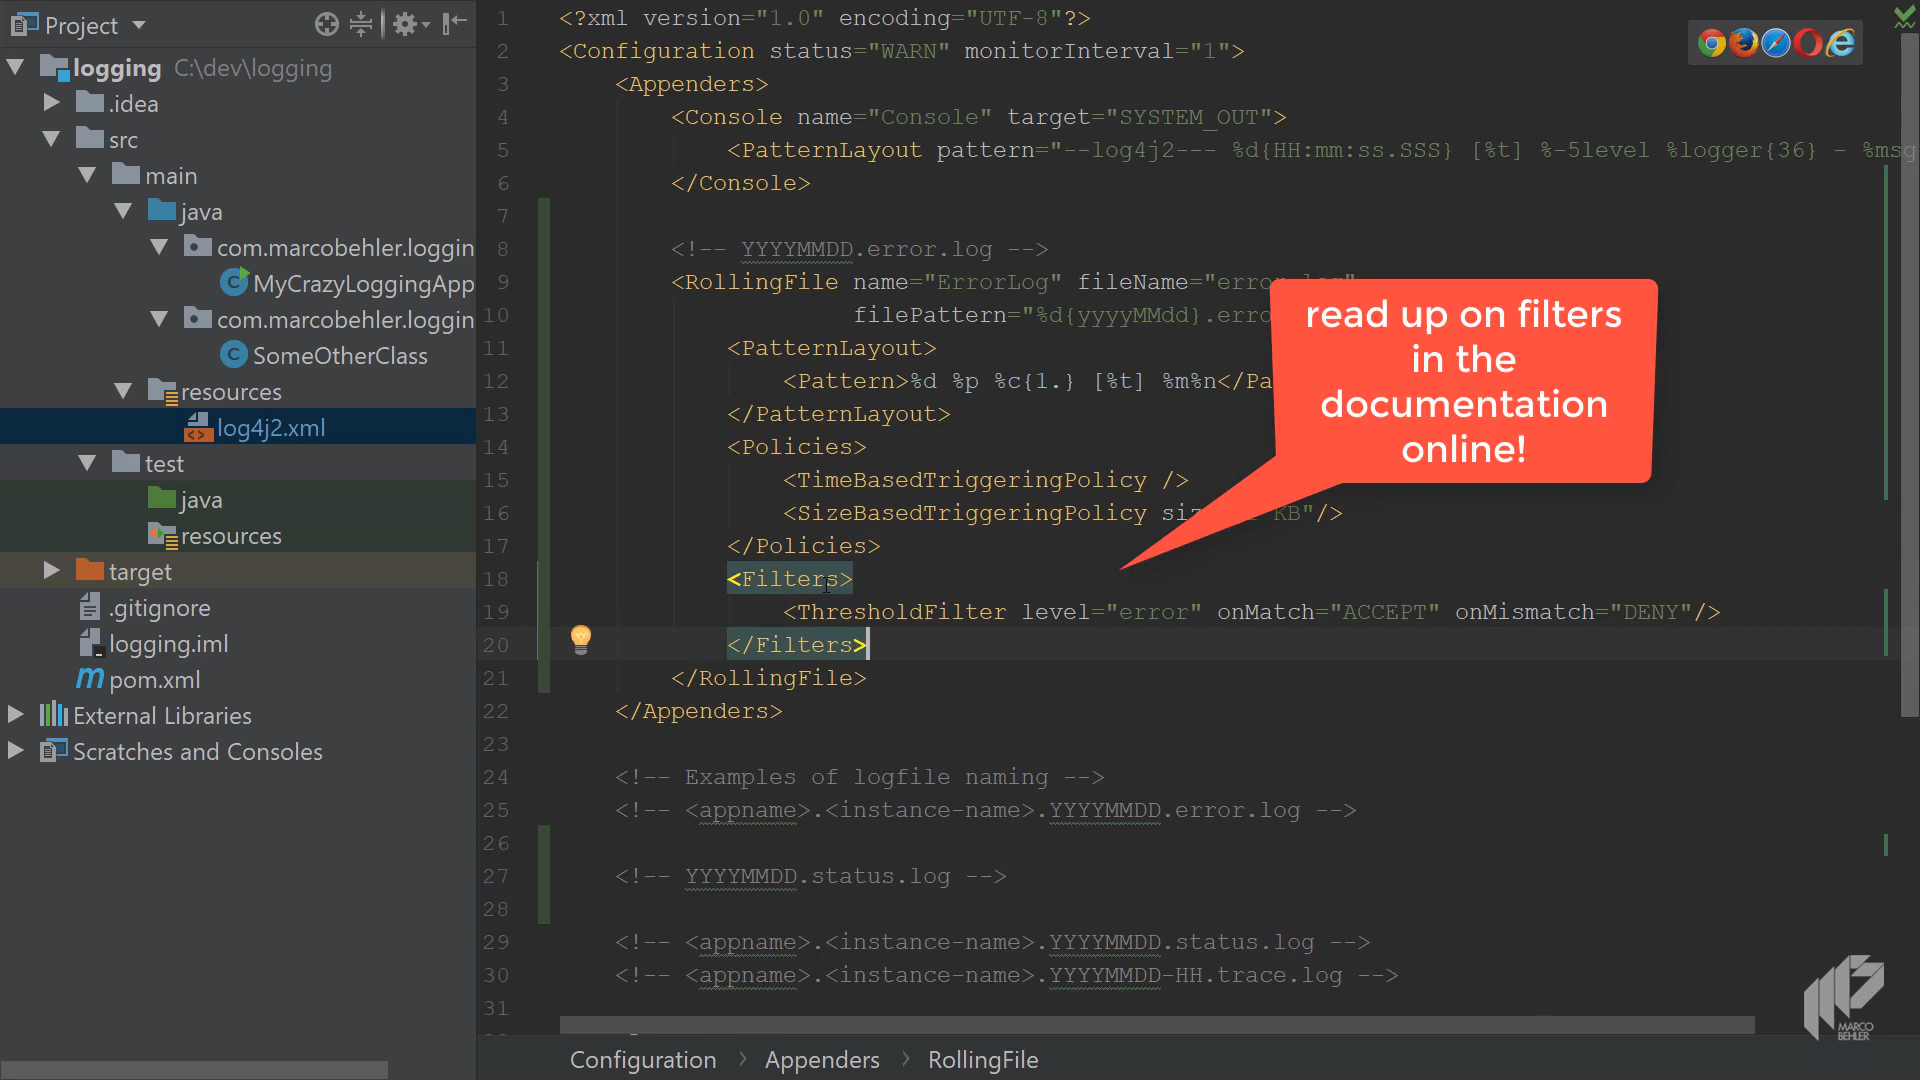 Project
logging C:\dev\logging
.idea
src
main
java
com.marcobehler.loggin
MyCrazyLoggingApp
com.marcobehler.loggin
SomeOtherClass
resources
log4j2.xml
test
java
resources
target
.gitignore
logging.iml
pom.xml
External Libraries
Scratches and Consoles
1 <?xml version="1.0" encoding="UTF-8"?>
2 <Configuration status="WARN" monitorInterval="1">
3 <Appenders>
4 <Console name="Console" target="SYSTEM_OUT">
5 <PatternLayout pattern="--log4j2--- %d{HH:mm:ss.SSS} [%t] %-5level %logger{36} - %msg
6 </Console>
7
8 <!-- YYYYMMDD.error.log -->
9 <RollingFile name="ErrorLog" fileName="error.log"
10 filePattern="%d{yyyyMMdd}.erro
11 <PatternLayout>
12 <Pattern>%d %p %c{1.} [%t] %m%n</Pa
13 </PatternLayout>
14 <Policies>
15 <TimeBasedTriggeringPolicy />
16 <SizeBasedTriggeringPolicy siz KB"/>
17 </Policies>
18 <Filters>
19 <ThresholdFilter level="error" onMatch="ACCEPT" onMismatch="DENY"/>
20 </Filters>
21 </RollingFile>
22 </Appenders>
23
24 <!-- Examples of logfile naming -->
25 <!-- <appname>.<instance-name>.YYYYMMDD.error.log -->
26
27 <!-- YYYYMMDD.status.log -->
28
29 <!-- <appname>.<instance-name>.YYYYMMDD.status.log -->
30 <!-- <appname>.<instance-name>.YYYYMMDD-HH.trace.log -->
31
read up on filters
in the
documentation
online!
Configuration > Appenders > RollingFile
MARCO
BEHLER